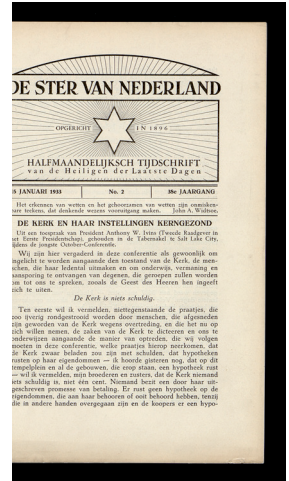 DE STER VAN NEDERLAND
OPGERICHT IN 1896
HALFMAANDELIJKSCH TIJDSCHRIFT
van de Heiligen der Laatste Dagen
JANUARI 1933 No. 2 38e JAARGANG
Het erkennen van wetten en het gehoorzamen van wetten zijn onmisken-
bare trekens, dat denkende wezens vooruitgang maken. John A. Widtsoe.
DE KERK EN HAAR INSTELLINGEN KERNGEZOND
Uit een toespraak van President Anthony W. Ivins (Tweede Raadgever in
het Eerste Presidentschap), gehouden in de Tabernakel te Salt Lake City,
tijdens de jongste October-Conferentie.
Wij zijn hier vergaderd in deze conferentie als gewoonlijk om
ingelicht te worden aangaande den toestand van de Kerk, de men-
schen, die haar ledental uitmaken en om onderwijs, vermaning en
aansporing te ontvangen van degenen, die geroepen zullen worden
om tot ons te spreken, zooals de Geest des Heeren hen ingeeft
zich te uiten.
De Kerk is niets schuldig.
Ten eerste wil ik vermelden, niettegenstaande de praatjes, die
zoo ijverig rondgestrooid worden door menschen, die afgesneden
zijn geworden van de Kerk wegens overtreding, en die het nu op
zich willen nemen, de zaken van de Kerk te dicteeren en ons te
onderwijzen aangaande de manier van optreden, die wij volgen
moeten in deze conferentie, welke praatjes hierop neerkomen, dat
de Kerk zwaar beladen zou zijn met schulden, dat hypotheken
rusten op haar eigendommen — ik hoorde gisteren nog, dat op dit
tempelplein en al de gebouwen, die erop staan, een hypotheek rust
— wil ik vermelden, mijn broederen en zusters, dat de Kerk niemand
iets schuldig is, niet één cent. Niemand bezit een door haar uit-
geschreven promesse van betaling. Er rust geen hypotheek op de
eigendommen, die aan haar behooren of ooit behoord hebben, tenzij
die in andere handen overgegaan zijn en de koopers er een hypo-